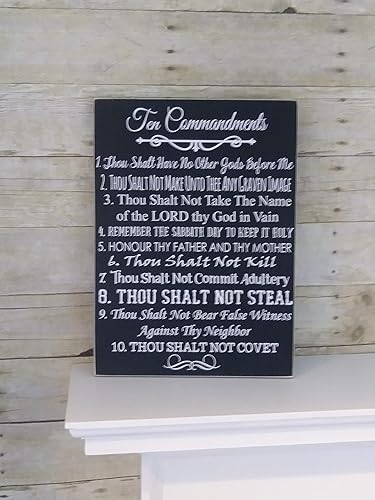 Ten Commandments
1. Thou Shalt Have No Other Gods Before Me
2. THOU SHALT NOT MAKE UNTO THEE ANY GRAVEN IMAGE
3. Thou Shalt Not Take The Name
of the LORD thy God in Vain
4. REMEMBER THE SABBATH DAY TO KEEP IT HOLY
5. HONOUR THY FATHER AND THY MOTHER
6. Thou Shalt Not Kill
7. Thou Shalt Not Commit Adultery
8. THOU SHALT NOT STEAL
9. Thou Shalt Not Bear False Witness
Against Thy Neighbor
10. THOU SHALT NOT COVET